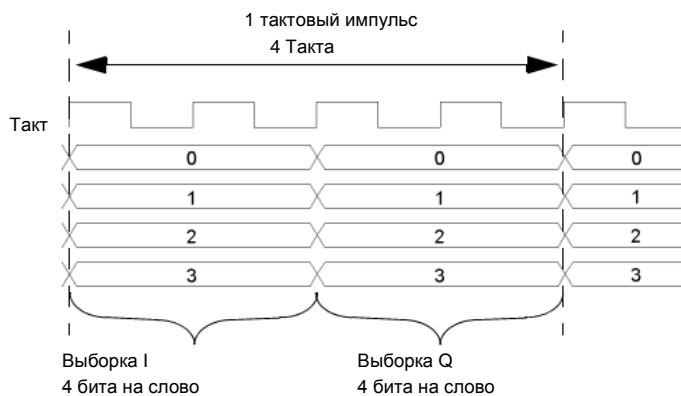 1 тактовый импульс
4 Такта
Такт
0 0 0
1 1 1
2 2 2
3 3 3
Выборка I
4 бита на слово
Выборка Q
4 бита на слово